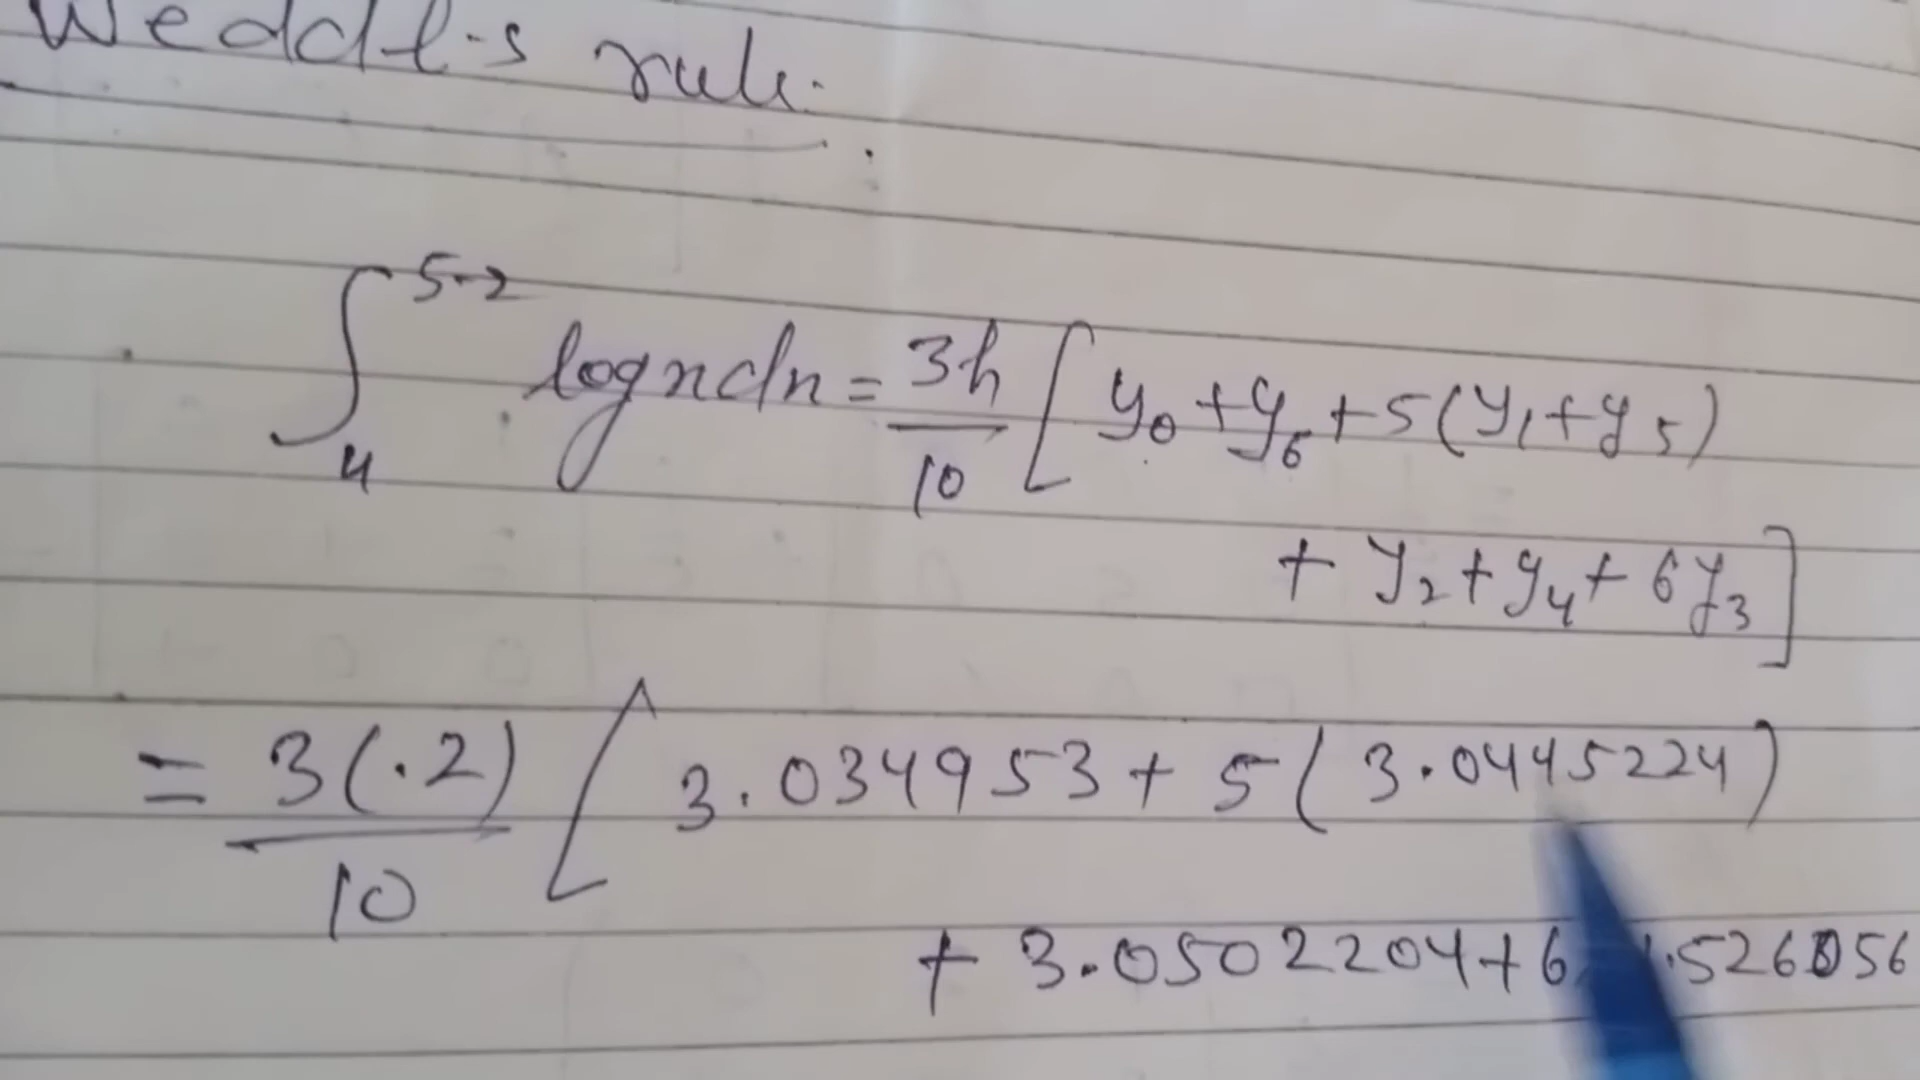 Weddle's rule.
∫₄^5.2 log x dx = 3h/10 [ y₀ + y₆ + 5(y₁ + y₅)
+ y₂ + y₄ + 6y₃ ]
= 3(.2)/10 [ 3.034953 + 5(3.0445224)
+ 3.0502204 + 6 .526056